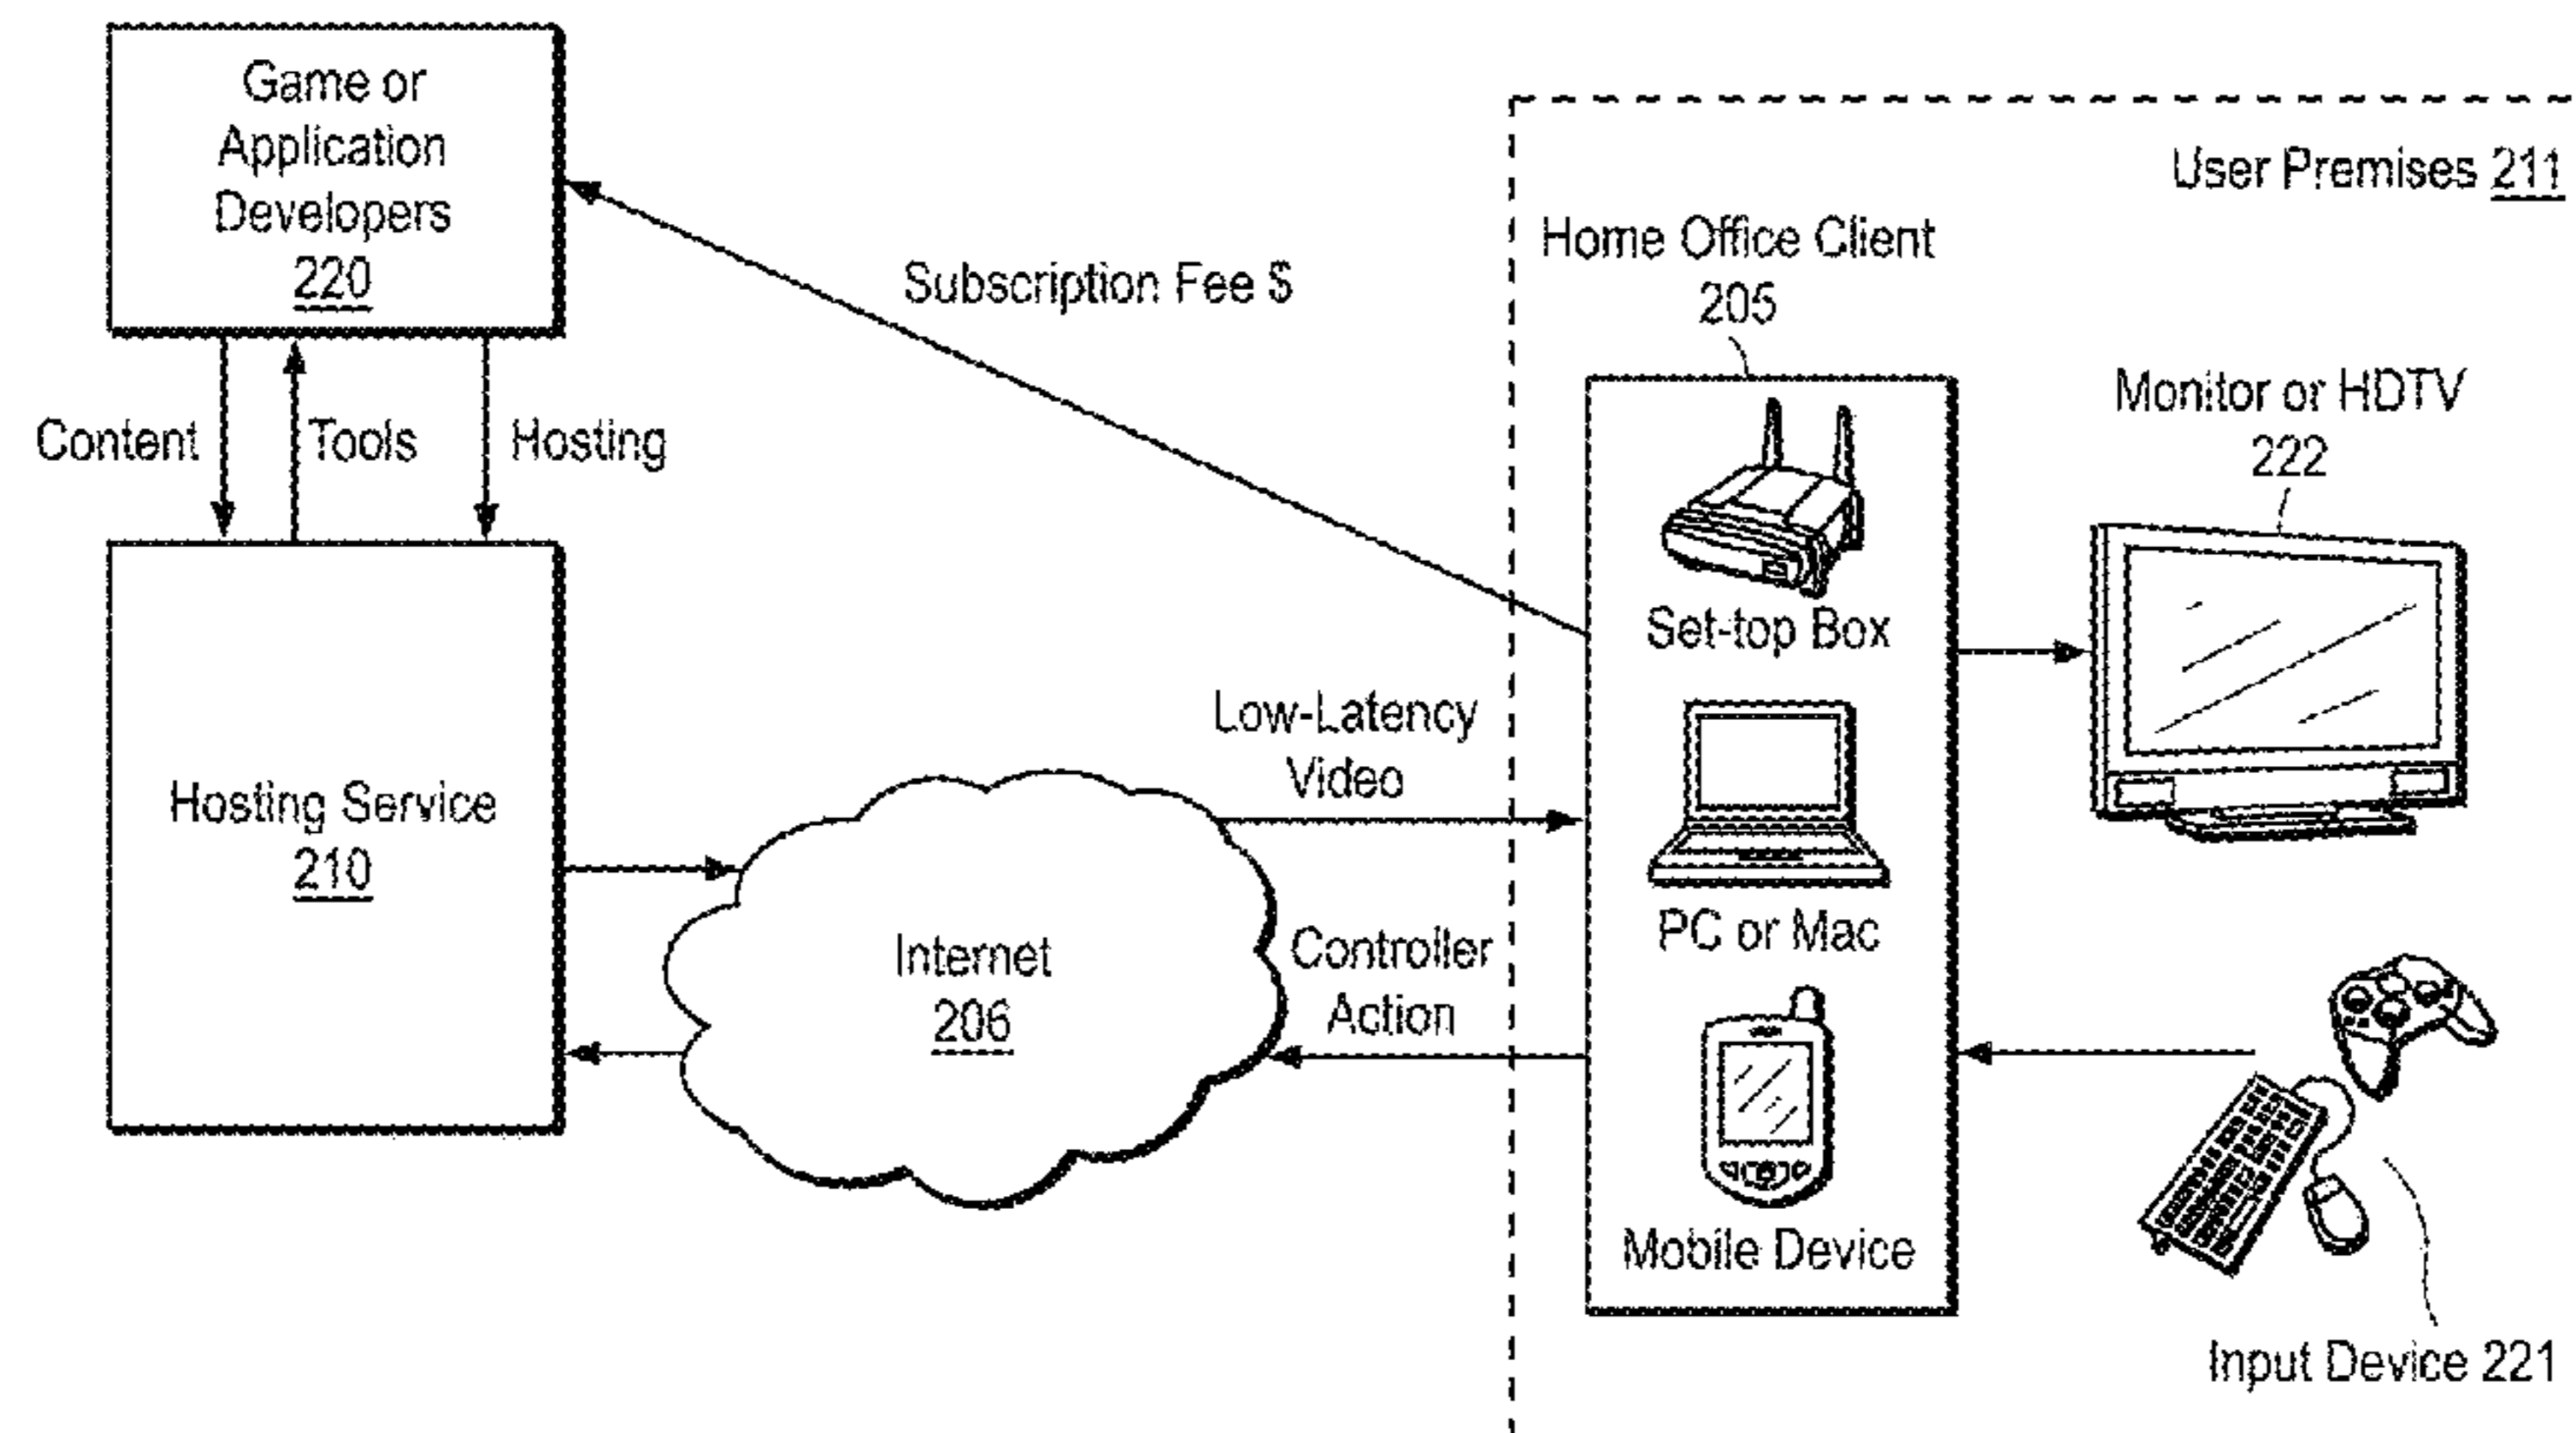 Game or
Application
Developers
220
Content
Tools
Hosting
Hosting Service
210
Subscription Fee $
Internet
206
Low-Latency
Video
Controller
Action
User Premises 211
Home Office Client
205
Set-top Box
PC or Mac
Mobile Device
Monitor or HDTV
222
Input Device 221